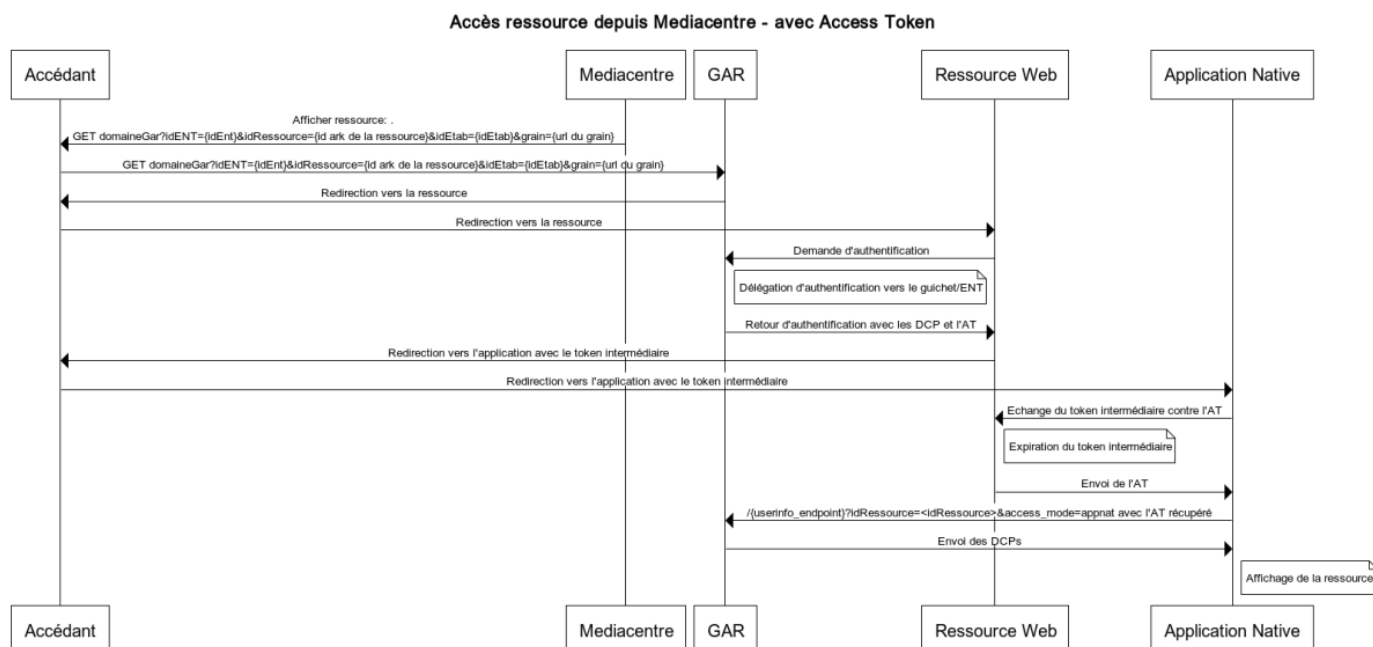 Accès ressource depuis Mediacentre - avec Access Token
Accédant
Mediacentre
GAR
Ressource Web
Application Native
Afficher ressource: .
GET domaineGar?idENT={idEnt}&idRessource={id ark de la ressource}&idEtab={idEtab}&grain={url du grain}
GET domaineGar?idENT={idEnt}&idRessource={id ark de la ressource}&idEtab={idEtab}&grain={url du grain}
Redirection vers la ressource
Redirection vers la ressource
Demande d'authentification
Délégation d'authentification vers le guichet/ENT
Retour d'authentification avec les DCP et l'AT
Redirection vers l'application avec le token intermédiaire
Redirection vers l'application avec le token intermédiaire
Echange du token intermédiaire contre l'AT
Expiration du token intermédiaire
Envoi de l'AT
/{userinfo_endpoint}?idRessource=<idRessource>&access_mode=appnat avec l'AT récupéré
Envoi des DCPs
Affichage de la ressource
Accédant
Mediacentre
GAR
Ressource Web
Application Native